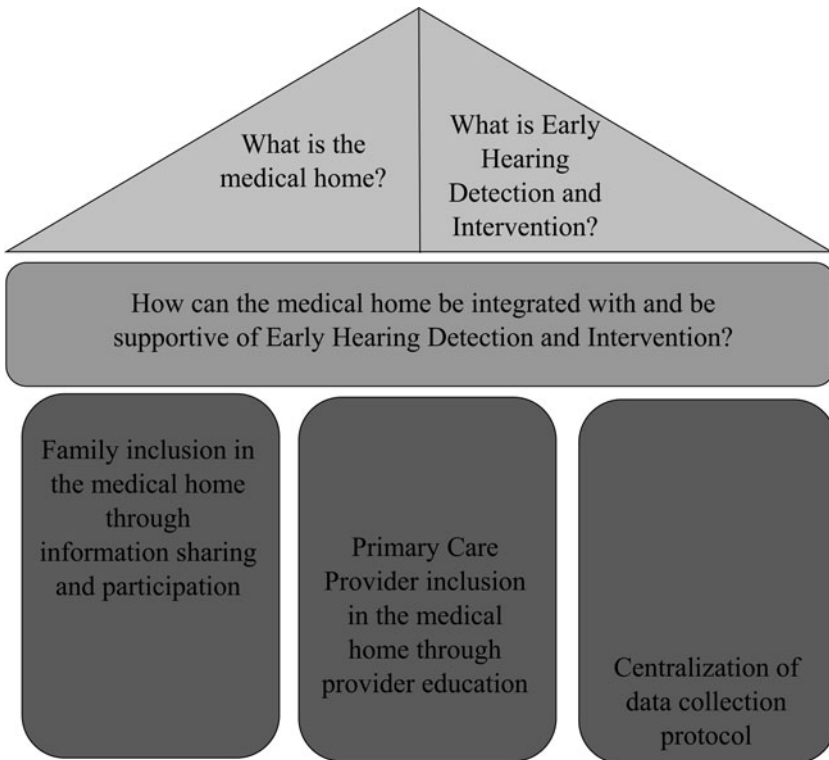 What is the
medical home?
What is Early
Hearing
Detection and
Intervention?
How can the medical home be integrated with and be
supportive of Early Hearing Detection and Intervention?
Family inclusion in
the medical home
through
information sharing
and participation
Primary Care
Provider inclusion
in the medical
home through
provider education
Centralization of
data collection
protocol